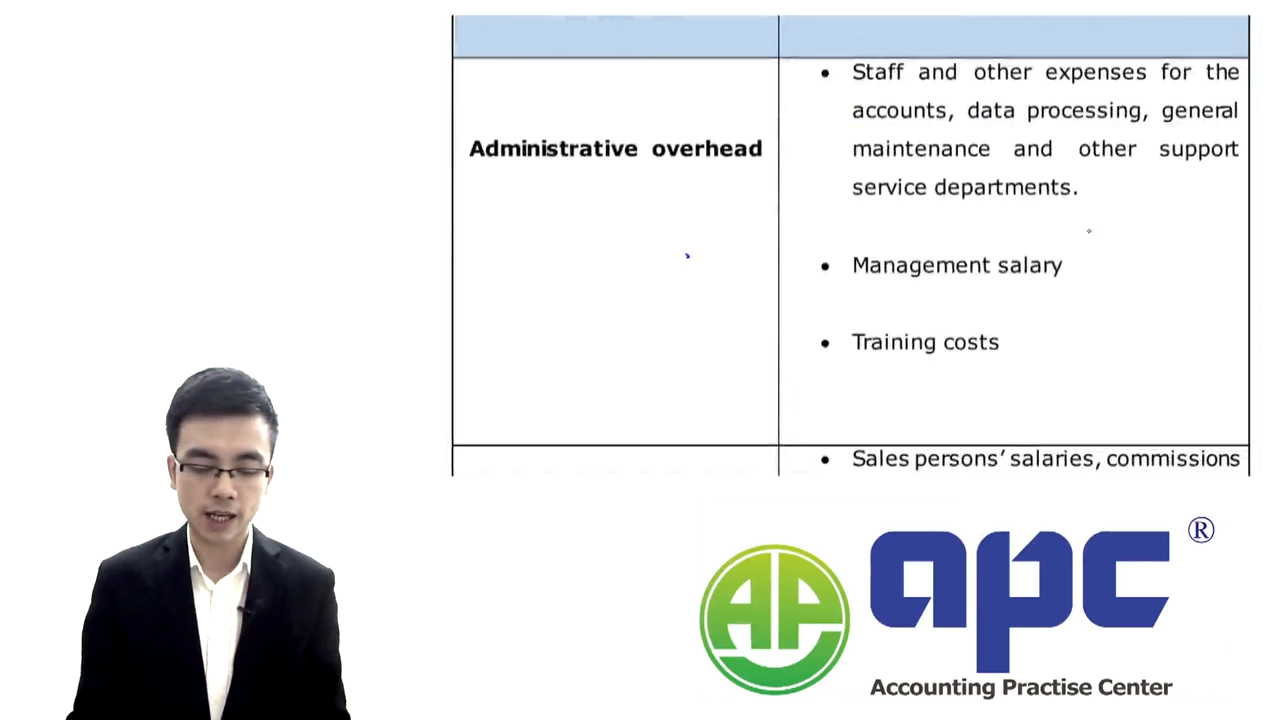 Administrative overhead
• Staff and other expenses for the
accounts, data processing, general
maintenance and other support
service departments.
• Management salary
• Training costs
• Sales persons’ salaries, commissions
AP
apc®
Accounting Practise Center